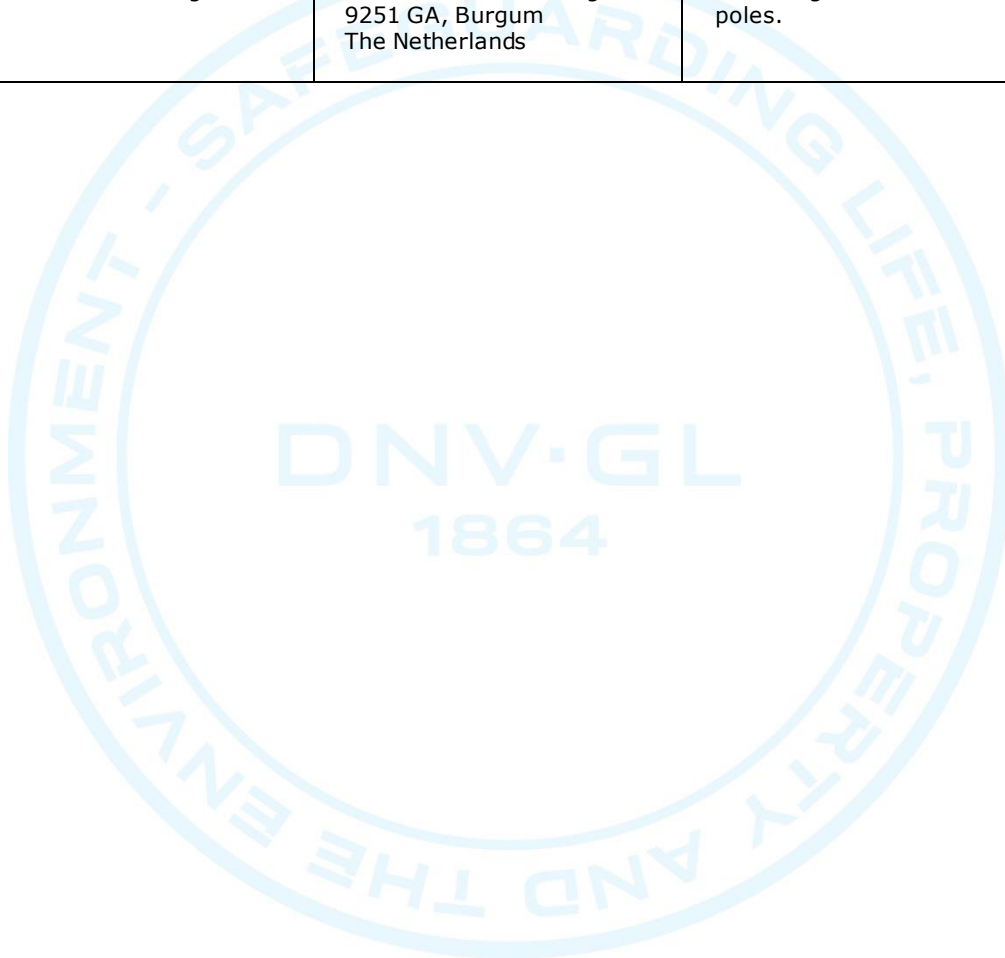 9251 GA, Burgum
The Netherlands
poles.
SAFEGUARDING LIFE, PROPERTY AND THE ENVIRONMENT -
DNV·GL
1864